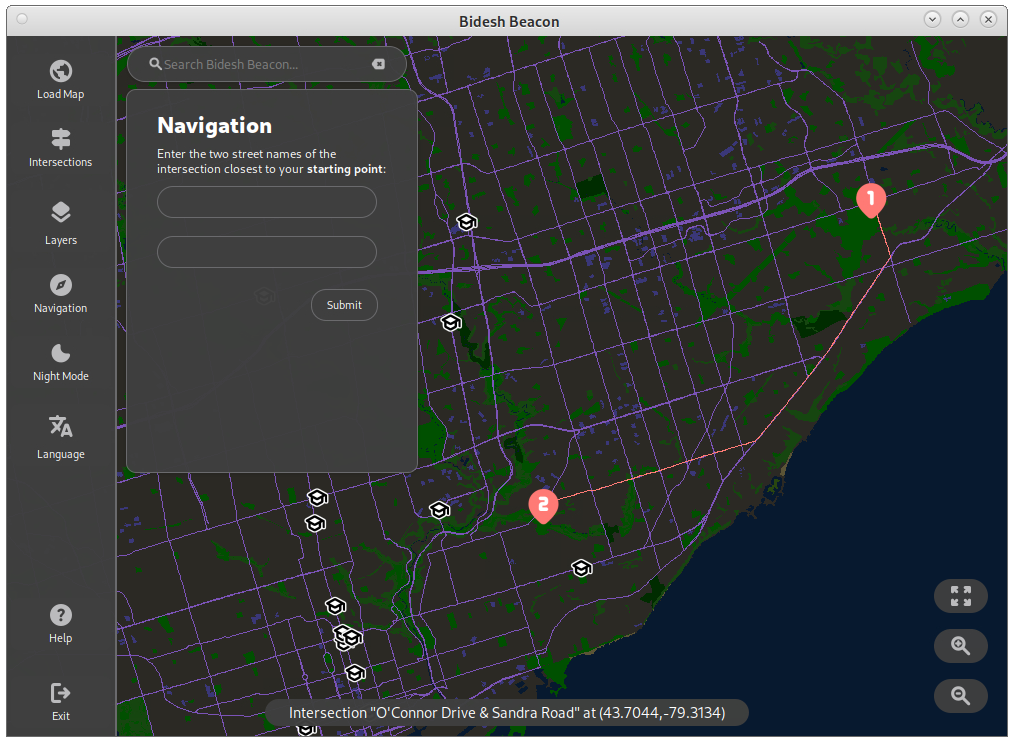 Bidesh Beacon
Load Map
Intersections
Layers
Navigation
Night Mode
Language
Help
Exit
Search Bidesh Beacon...
Navigation
Enter the two street names of the
intersection closest to your starting point:
Submit
1
2
?
Intersection "O'Connor Drive & Sandra Road" at (43.7044,-79.3134)